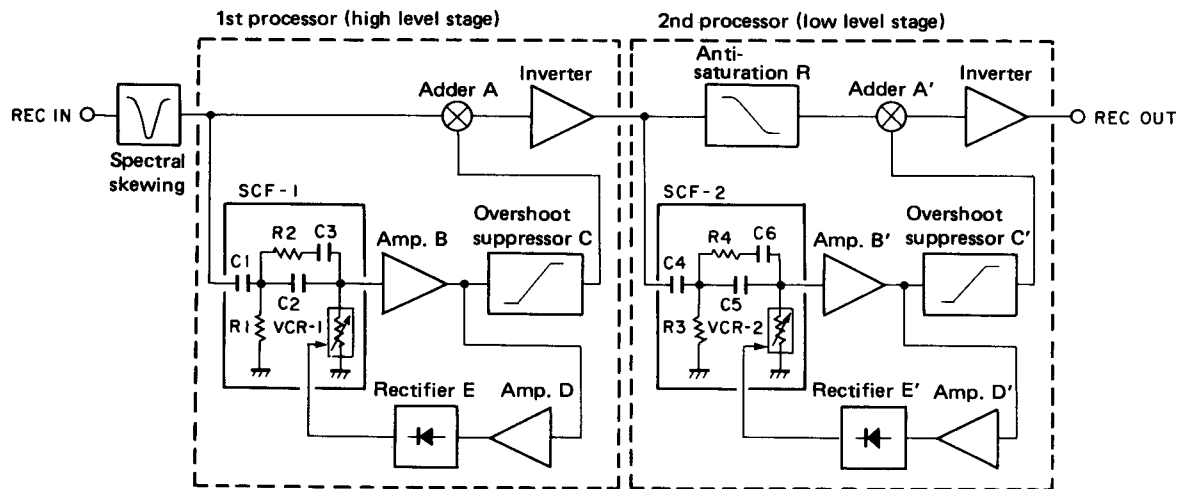 1st processor (high level stage)
2nd processor (low level stage)
Anti-
saturation R
Inverter
Inverter
Adder A
Adder A'
REC IN
REC OUT
Spectral
skewing
SCF-1
SCF-2
R2
C3
Amp. B
Overshoot
suppressor C
R4
C6
Amp. B'
Overshoot
suppressor C'
C1
C2
C4
C5
R1
VCR-1
R3
VCR-2
Rectifier E
Amp. D
Rectifier E'
Amp. D'